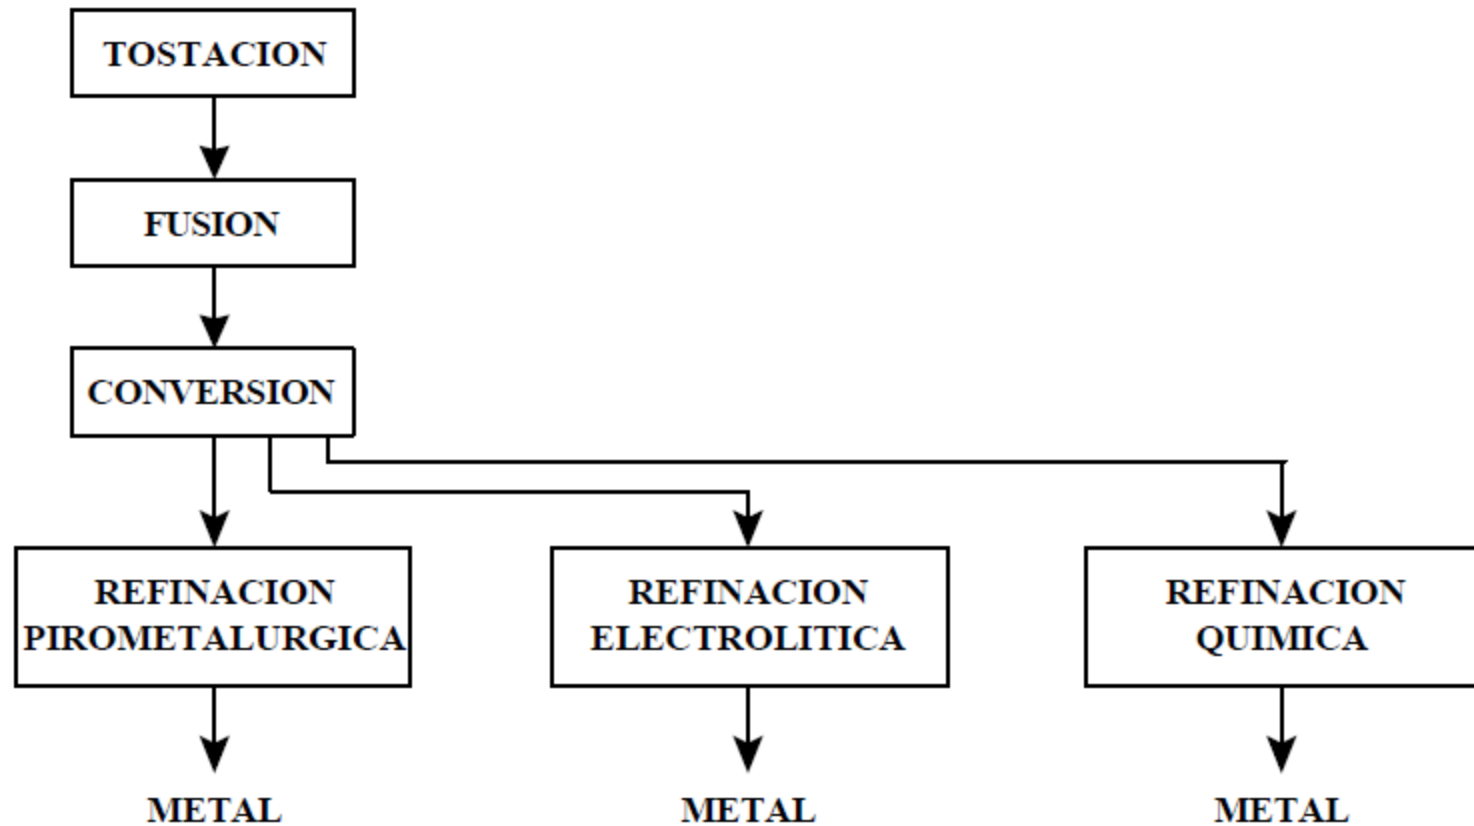 TOSTACION
FUSION
CONVERSION
REFINACION
PIROMETALURGICA
REFINACION
ELECTROLITICA
REFINACION
QUIMICA
METAL
METAL
METAL